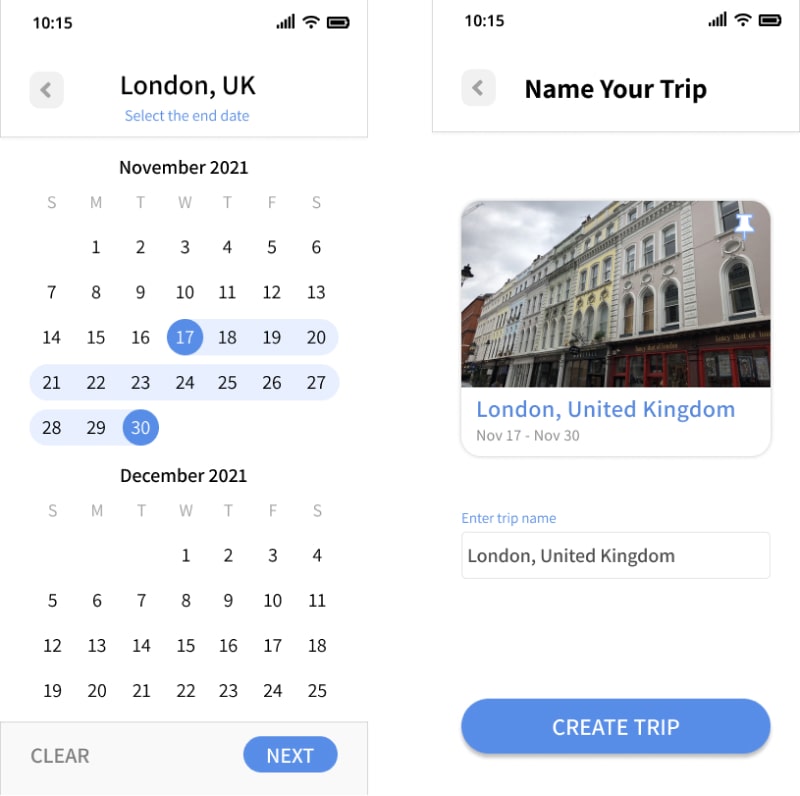 10:15
London, UK
Select the end date
November 2021
S M T W T F S
1 2 3 4 5 6
7 8 9 10 11 12 13
14 15 16 17 18 19 20
21 22 23 24 25 26 27
28 29 30
December 2021
S M T W T F S
1 2 3 4
5 6 7 8 9 10 11
12 13 14 15 16 17 18
19 20 21 22 23 24 25
CLEAR NEXT
10:15
Name Your Trip
London, United Kingdom
Nov 17 - Nov 30
Enter trip name
London, United Kingdom
CREATE TRIP